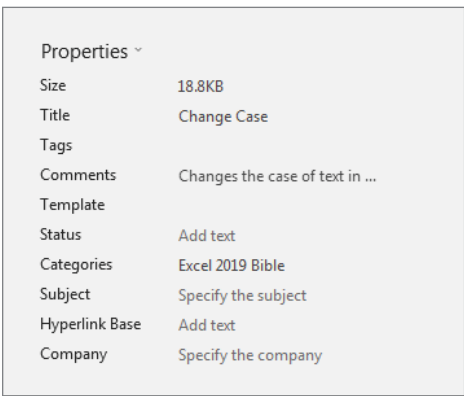 Properties
Size 18.8KB
Title Change Case
Tags
Comments Changes the case of text in ...
Template
Status Add text
Categories Excel 2019 Bible
Subject Specify the subject
Hyperlink Base Add text
Company Specify the company